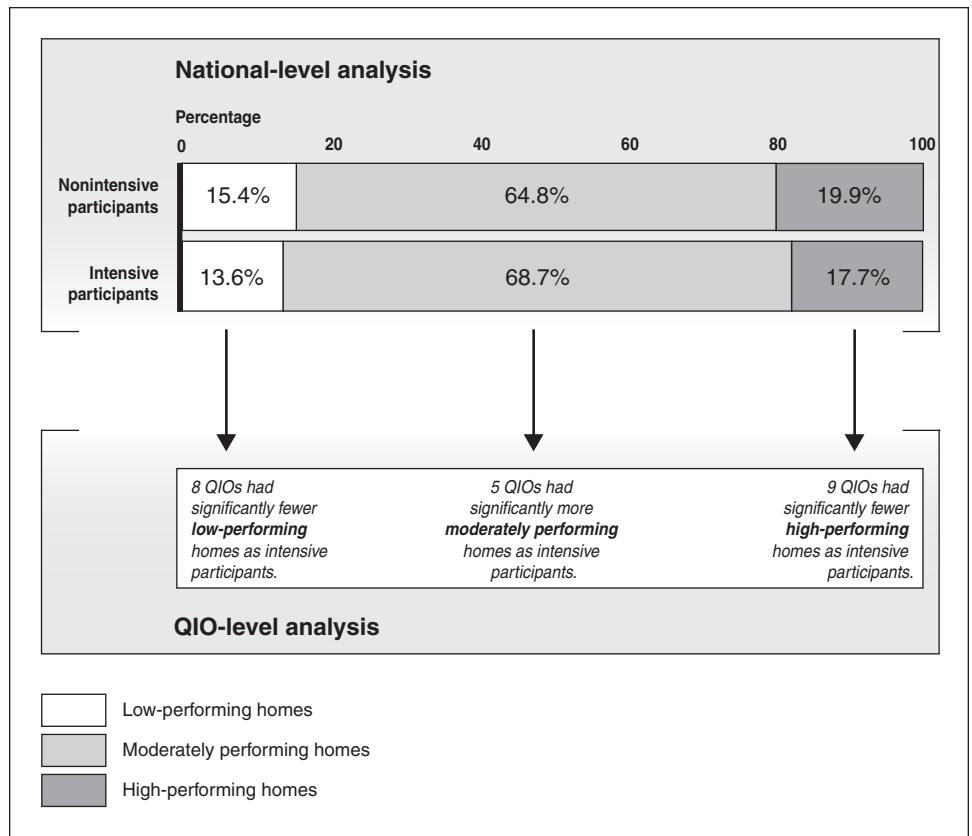 National-level analysis
Percentage
0 20 40 60 80 100
Nonintensive
participants
15.4% 64.8% 19.9%
Intensive
participants
13.6% 68.7% 17.7%
8 QIOs had
significantly fewer
low-performing
homes as intensive
participants.
5 QIOs had
significantly more
moderately performing
homes as intensive
participants.
9 QIOs had
significantly fewer
high-performing
homes as intensive
participants.
QIO-level analysis
Low-performing homes
Moderately performing homes
High-performing homes